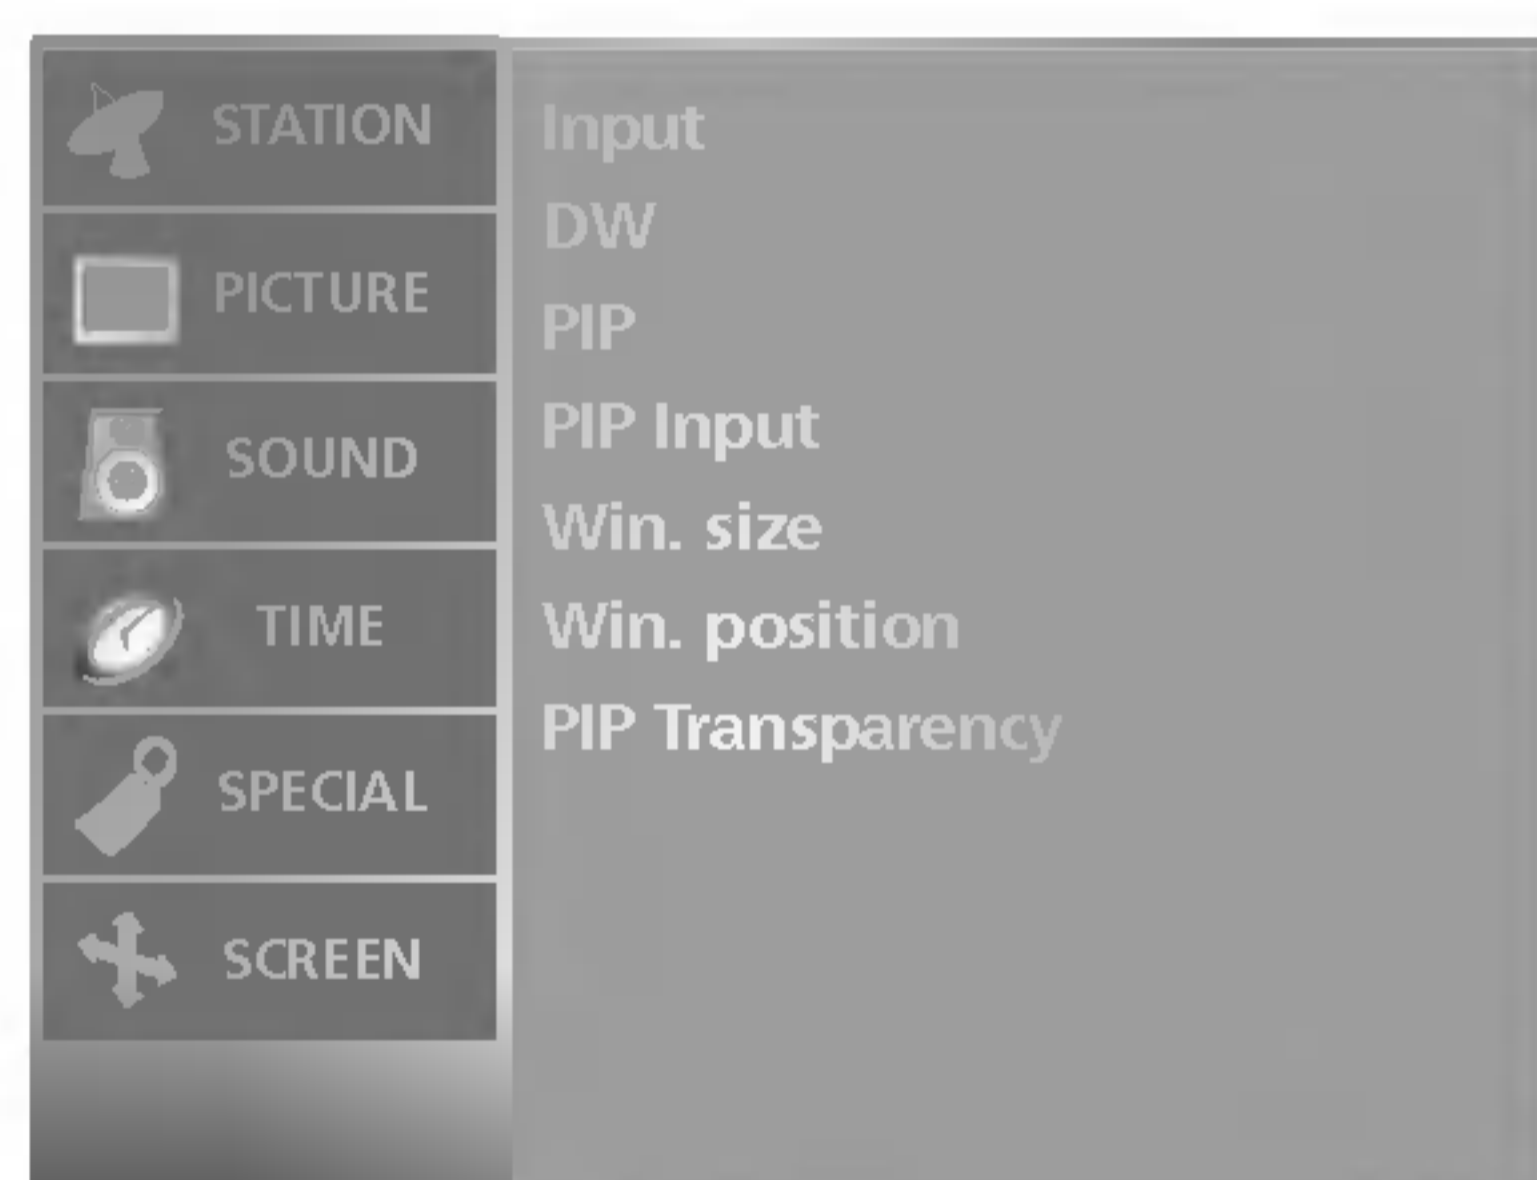 STATION
PICTURE
SOUND
TIME
SPECIAL
SCREEN
Input
DW
PIP
PIP Input
Win. size
Win. position
PIP Transparency